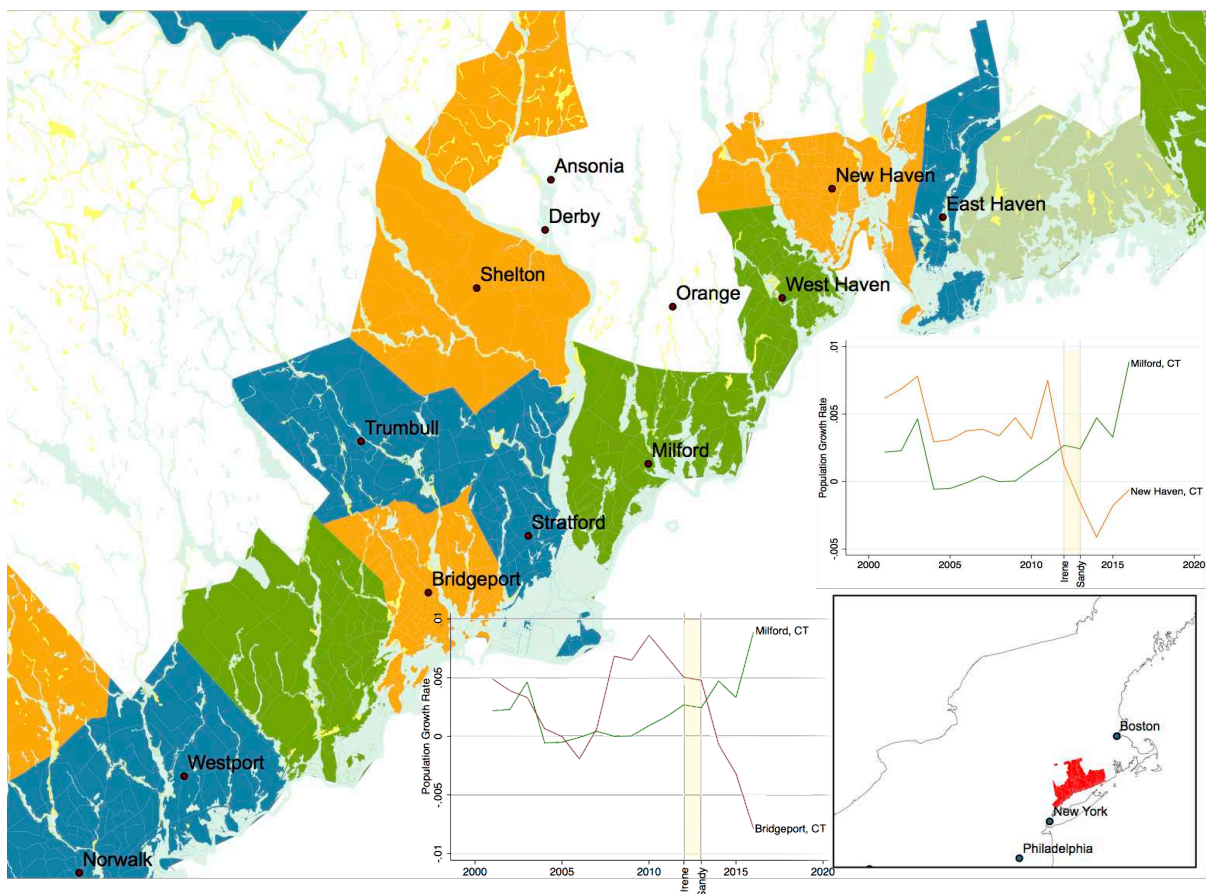 Ansonia
New Haven
East Haven
Derby
Shelton
Orange
West Haven
Trumbull
Milford
Stratford
Bridgeport
Westport
Norwalk
.01
.005
0
-.005
Population Growth Rate
Milford, CT
New Haven, CT
2000
2005
2010
2015
2020
Irene
Sandy
.01
.005
0
-.005
-.01
Population Growth Rate
Milford, CT
Bridgeport, CT
2000
2005
2010
2015
2020
Irene
Sandy
Boston
New York
Philadelphia